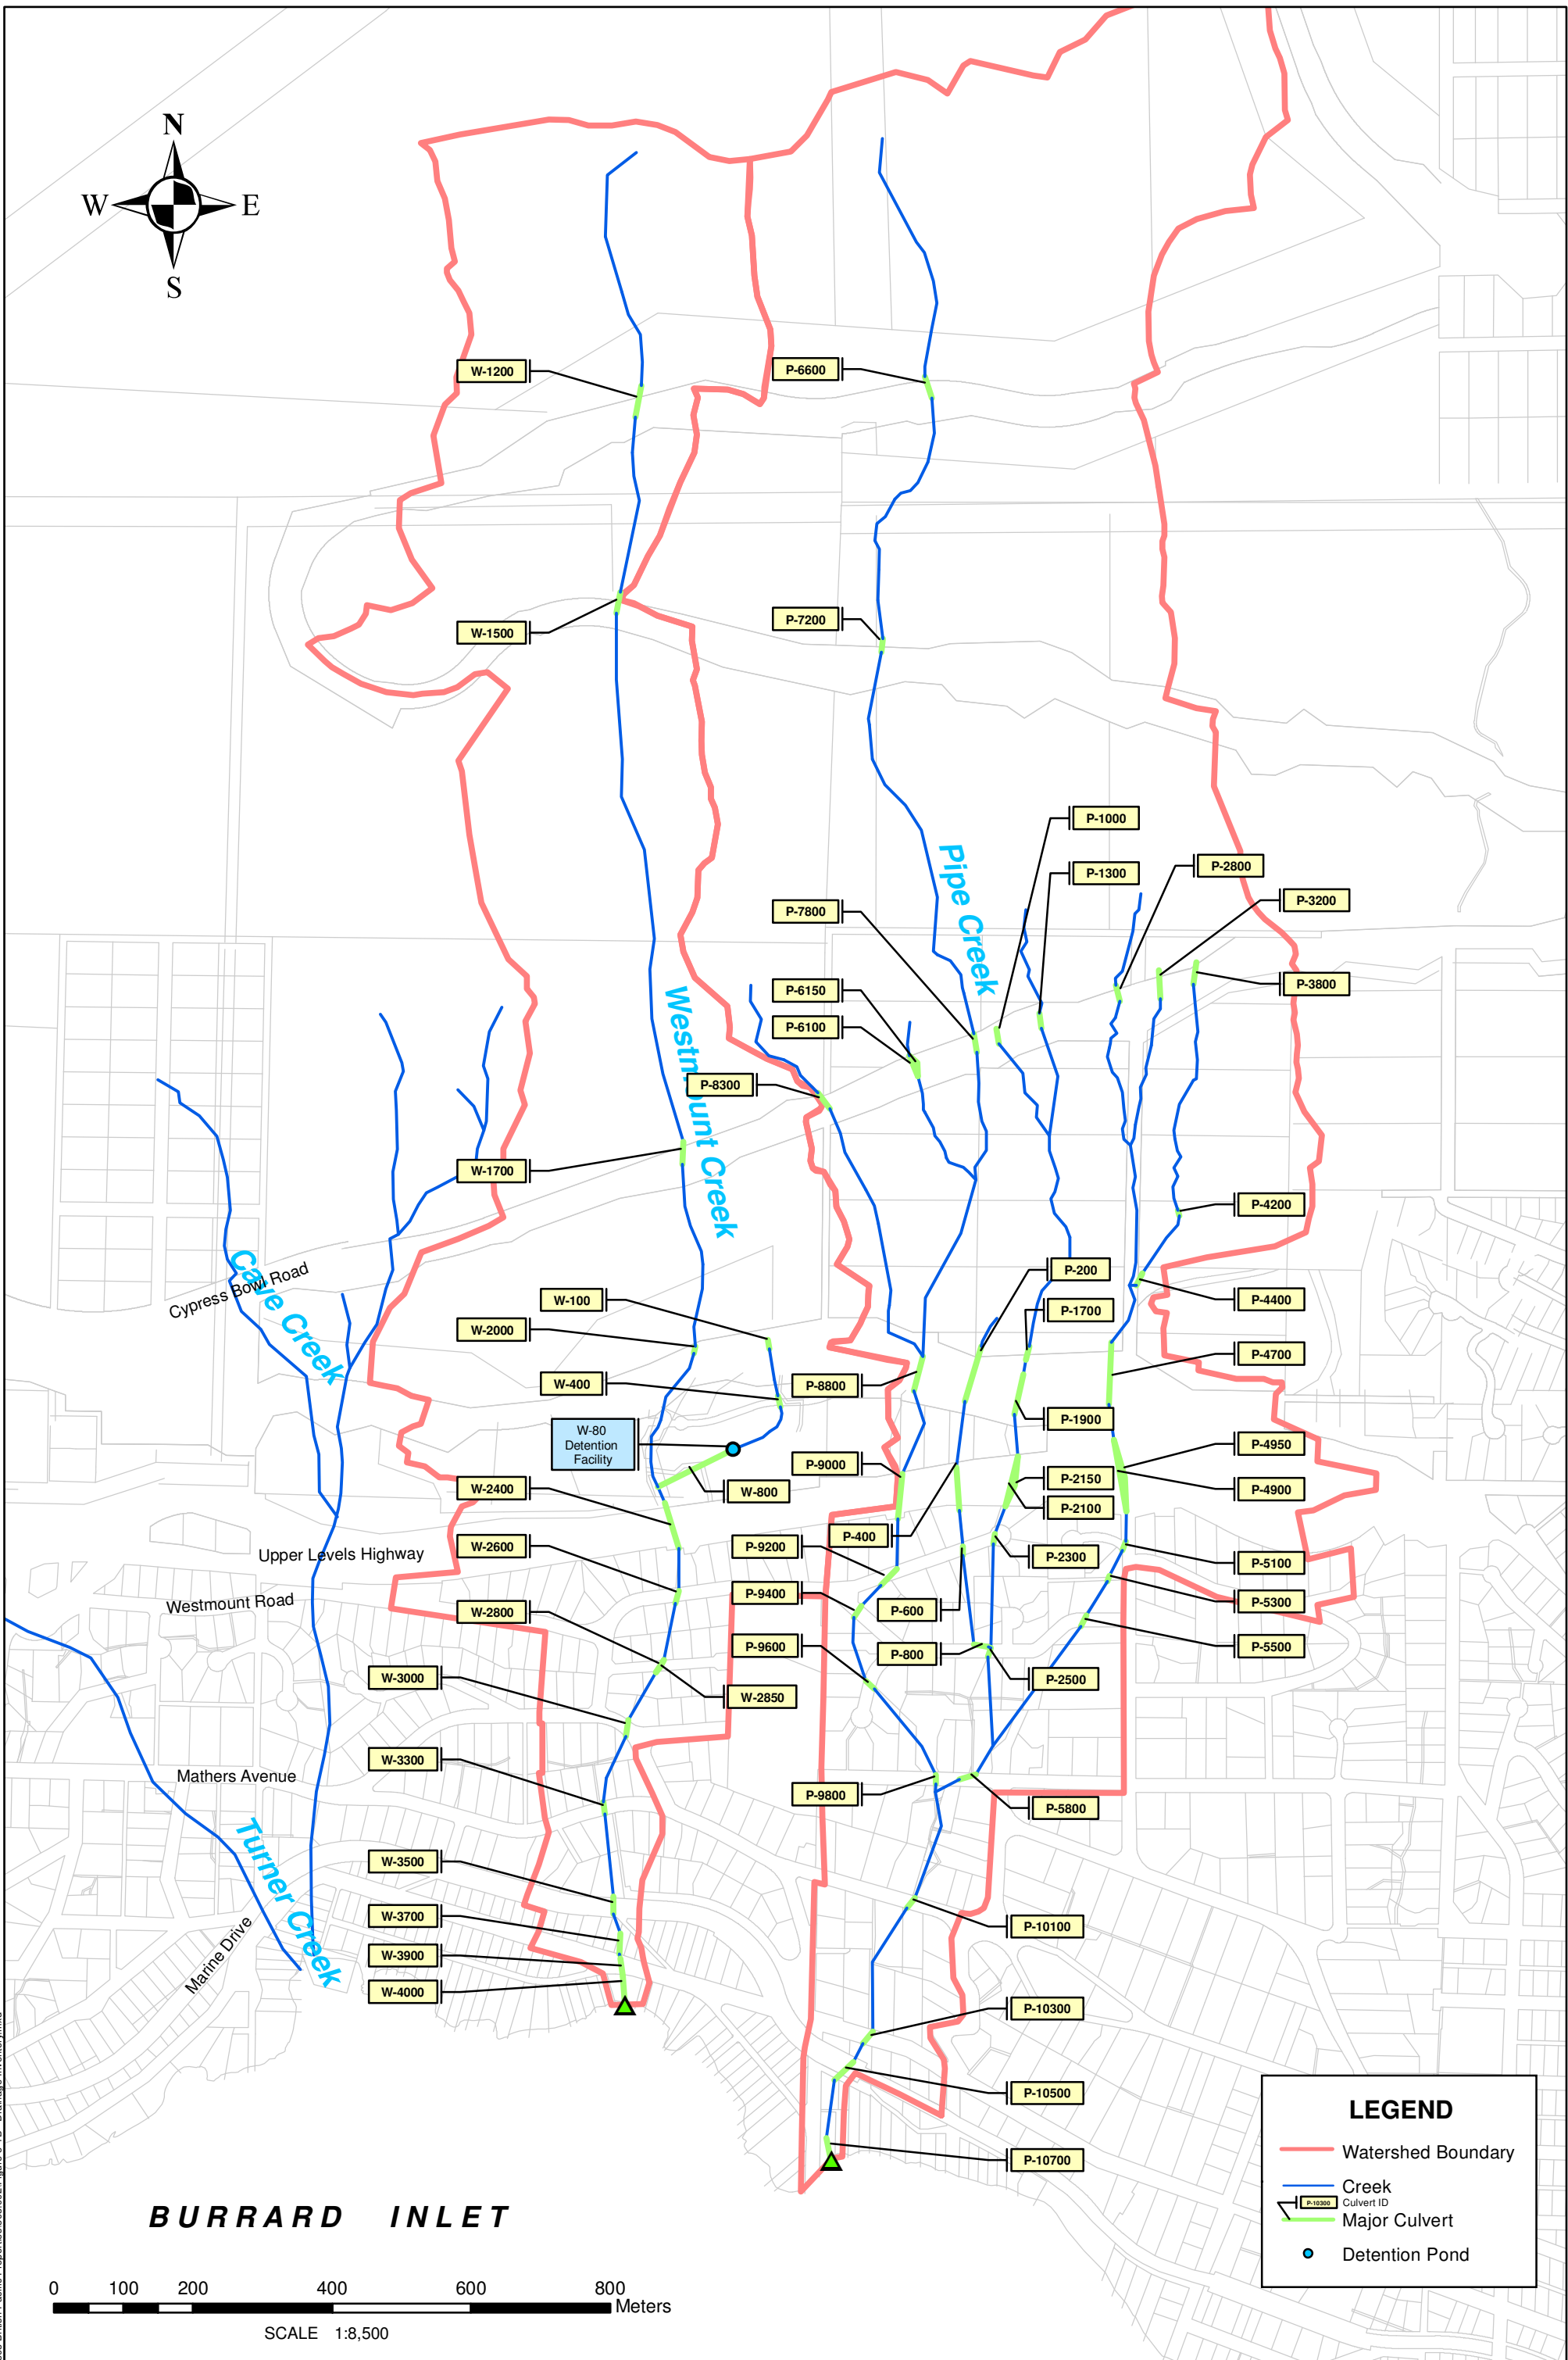 N
W
E
S
W-1200
P-6600
W-1500
P-7200
P-1000
P-2800
P-1300
P-3200
Pipe Creek
P-7800
P-3800
P-6150
Westmount Creek
P-6100
P-8300
W-1700
P-4200
Cave Creek
Cypress Bowl Road
P-200
W-100
P-4400
P-1700
W-2000
P-4700
W-400
P-8800
P-1900
W-80
Detention
Facility
P-4950
P-9000
P-2150
W-2400
W-800
P-4900
P-2100
P-400
W-2600
P-9200
Upper Levels Highway
P-2300
P-5100
P-9400
Westmount Road
P-5300
W-2800
P-600
P-9600
P-5500
P-800
W-3000
P-2500
W-2850
W-3300
Mathers Avenue
P-9800
P-5800
Turner Creek
W-3500
W-3700
P-10100
Marine Drive
W-3900
W-4000
P-10300
P-10500
P-10700
LEGEND
Watershed Boundary
Creek
P-10300 Culvert ID
Major Culvert
Detention Pond
BURRARD INLET
0 100 200 400 600 800
Meters
SCALE 1:8,500